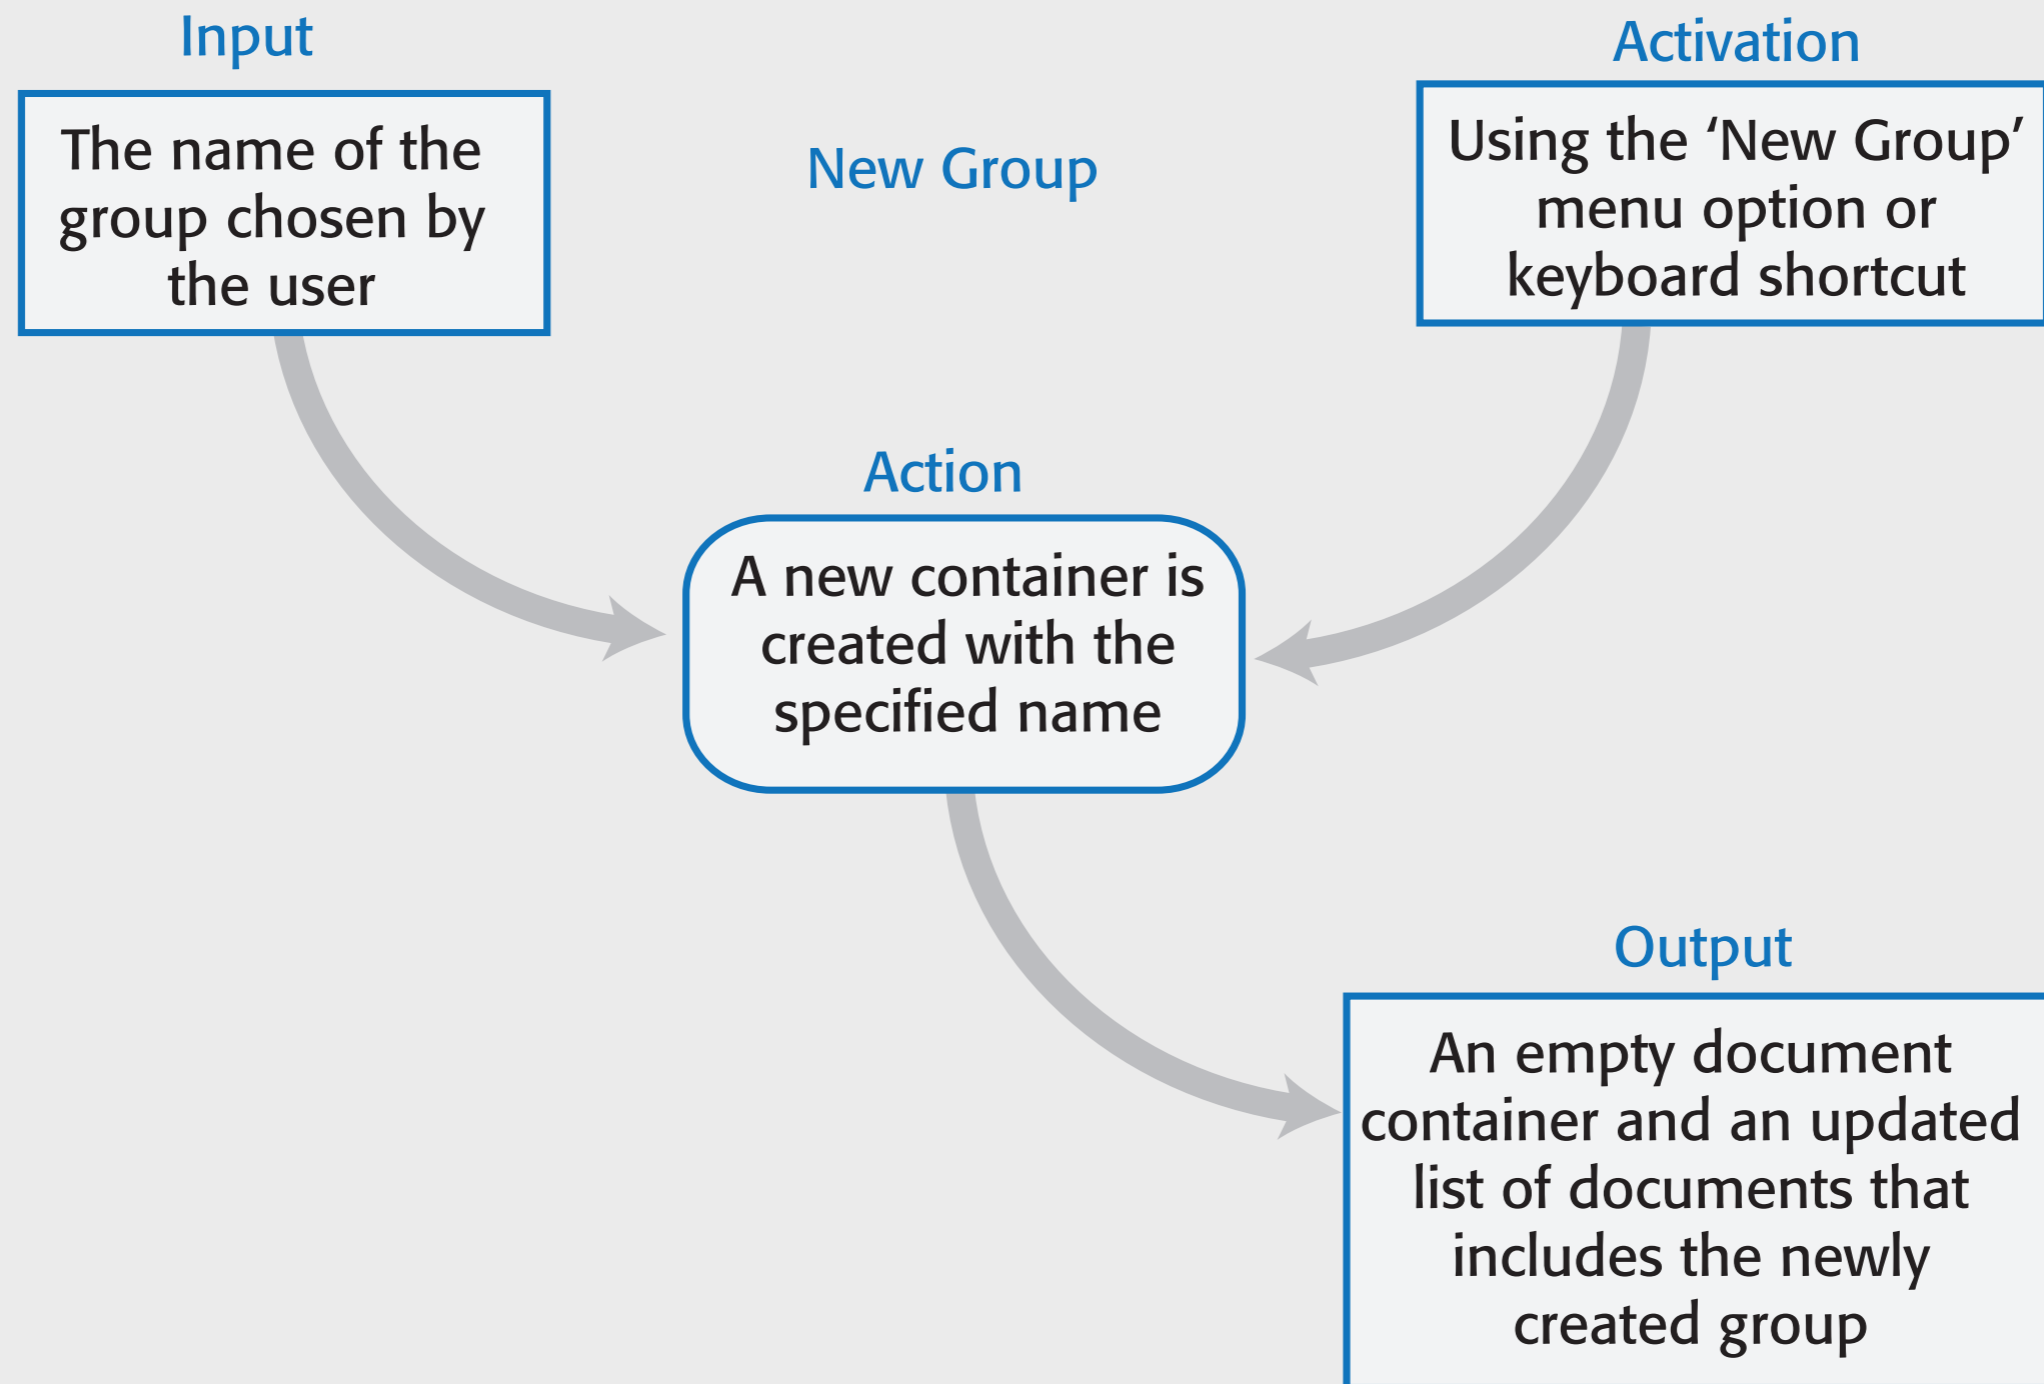 Input
The name of the
group chosen by
the user
New Group
Activation
Using the ‘New Group’
menu option or
keyboard shortcut
Action
A new container is
created with the
specified name
Output
An empty document
container and an updated
list of documents that
includes the newly
created group